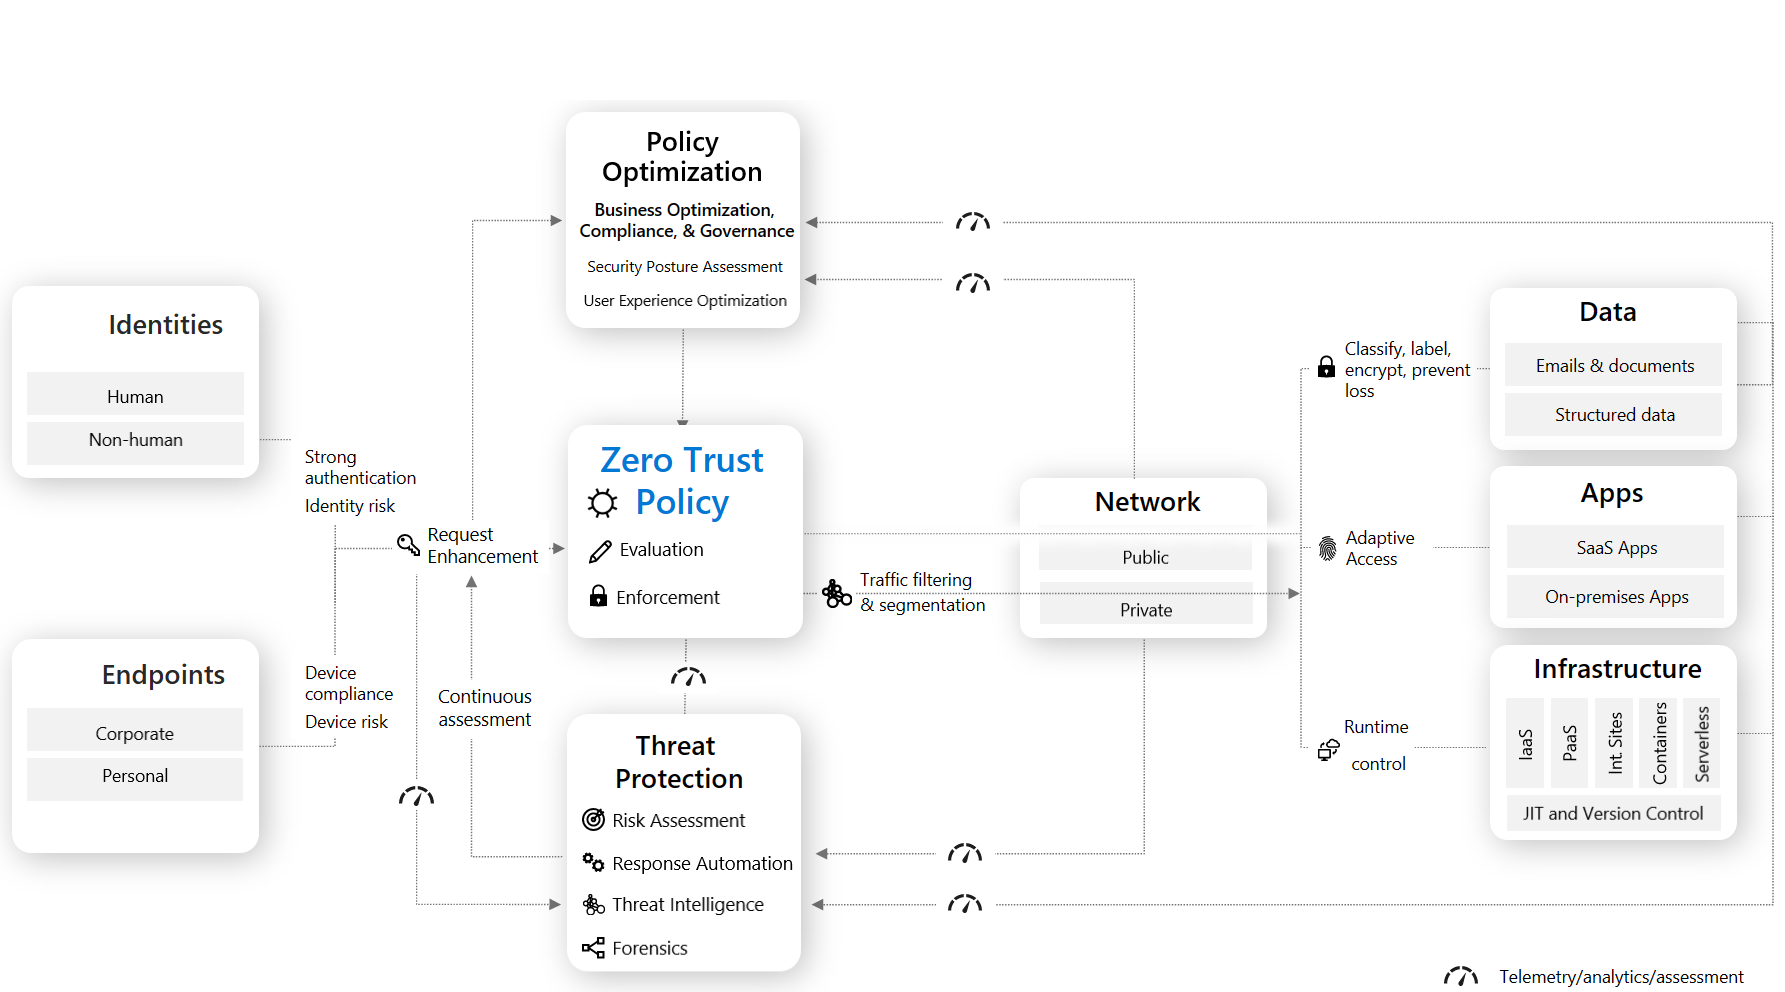 Policy
Optimization
Business Optimization,
Compliance, & Governance
Security Posture Assessment
User Experience Optimization
Identities
Human
Non-human
Strong
authentication
Identity risk
Request
Enhancement
Endpoints
Corporate
Personal
Device
compliance
Device risk
Continuous
assessment
Zero Trust
Policy
Evaluation
Enforcement
Traffic filtering
& segmentation
Threat
Protection
Risk Assessment
Response Automation
Threat Intelligence
Forensics
Network
Public
Private
Classify, label,
encrypt, prevent
loss
Adaptive
Access
Runtime
control
Data
Emails & documents
Structured data
Apps
SaaS Apps
On-premises Apps
Infrastructure
IaaS
PaaS
Int. Sites
Containers
Serverless
JIT and Version Control
Telemetry/analytics/assessment